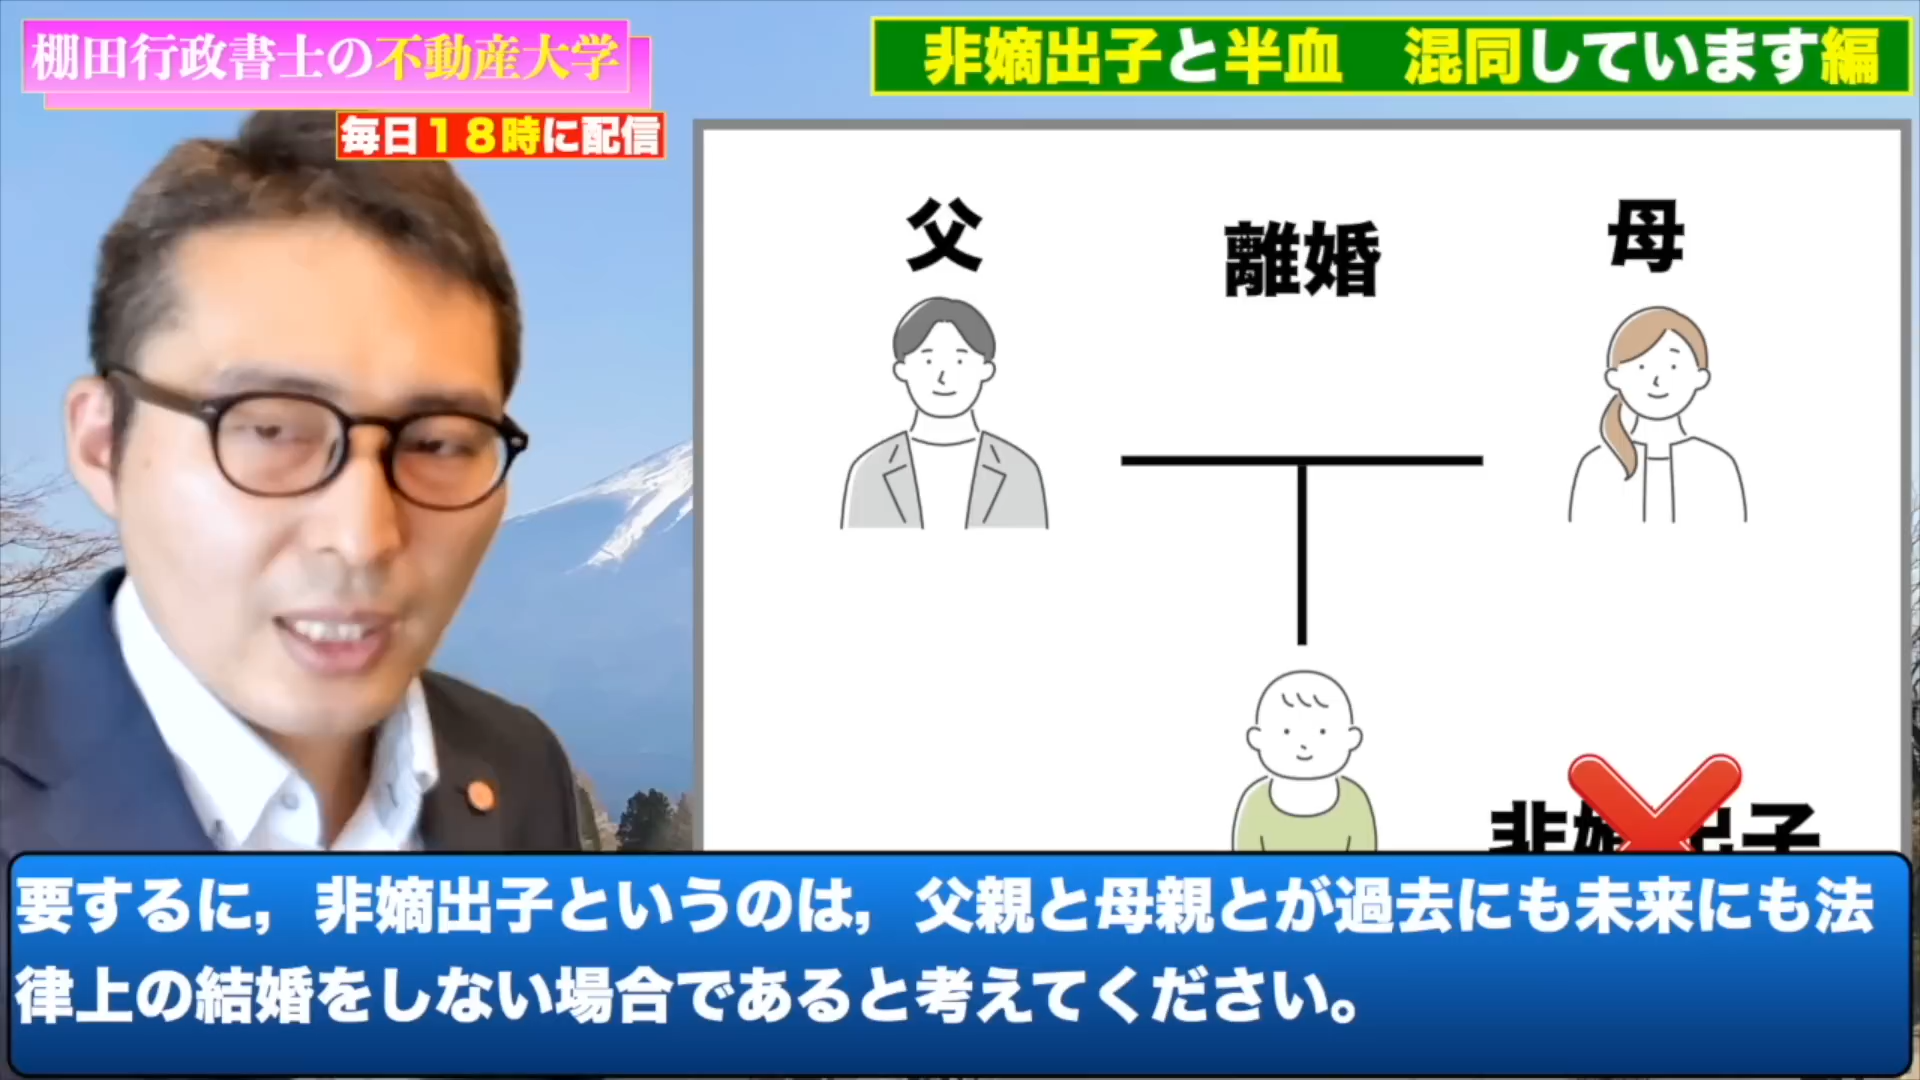 棚田行政書士の不動産大学
毎日１８時に配信
非嫡出子と半血　混同しています編
父
離婚
母
非嫡出子
要するに，非嫡出子というのは，父親と母親とが過去にも未来にも法
律上の結婚をしない場合であると考えてください。